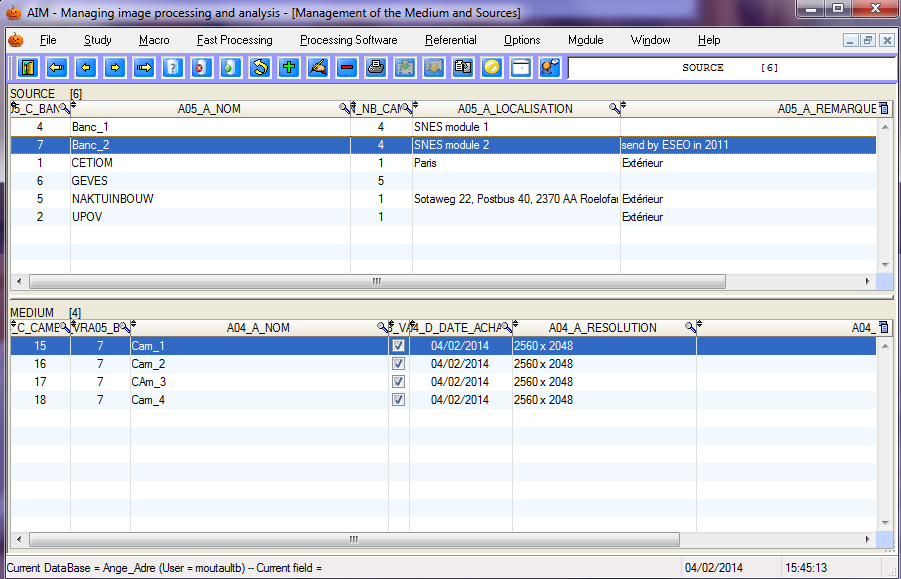 AIM - Managing image processing and analysis - [Management of the Medium and Sources]
File Study Macro Fast Processing Processing Software Referential Options Module Window Help
SOURCE [6]
SOURCE [6]
05_C_BAN A05_A_NOM _NB_CAM A05_A_LOCALISATION A05_A_REMARQUE
4 Banc_1 4 SNES module 1
7 Banc_2 4 SNES module 2 send by ESEO in 2011
1 CETIOM 1 Paris Extérieur
6 GEVES 5
5 NAKTUINBOUW 1 Sotaweg 22, Postbus 40, 2370 AA Roelofar Extérieur
2 UPOV 1 Extérieur
MEDIUM [4]
_C_CAME VRA05_B A04_A_NOM _VA 4_D_DATE_ACHA A04_A_RESOLUTION A04_
15 7 Cam_1 04/02/2014 2560 x 2048
16 7 Cam_2 04/02/2014 2560 x 2048
17 7 CAm_3 04/02/2014 2560 x 2048
18 7 Cam_4 04/02/2014 2560 x 2048
Current DataBase = Ange_Adre (User = moutaultb) -- Current field = 04/02/2014 15:45:13